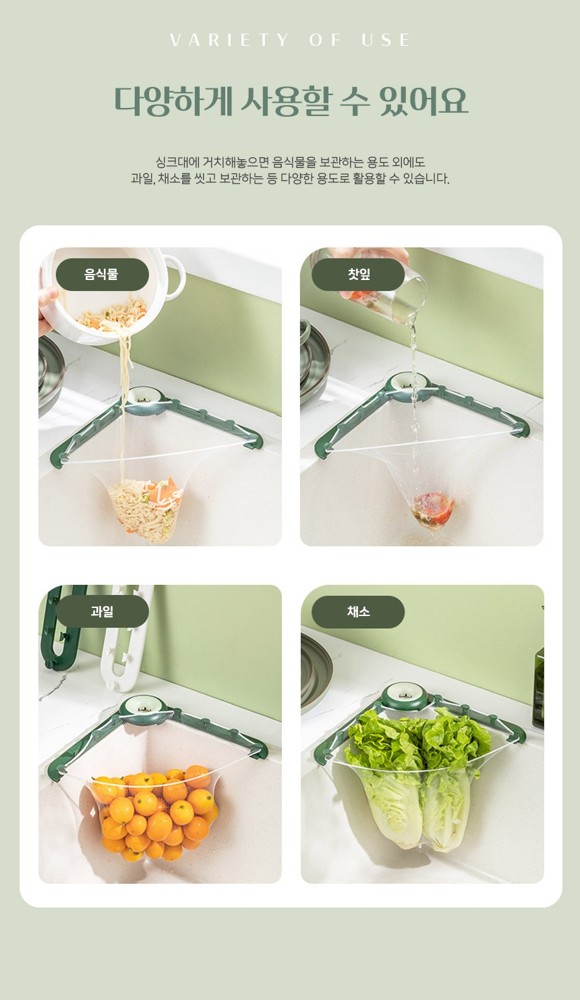 VARIETY OF USE
다양하게 사용할 수 있어요
싱크대에 거치해놓으면 음식물을 보관하는 용도 외에도
과일, 채소를 씻고 보관하는 등 다양한 용도로 활용할 수 있습니다.
음식물
찻잎
과일
채소